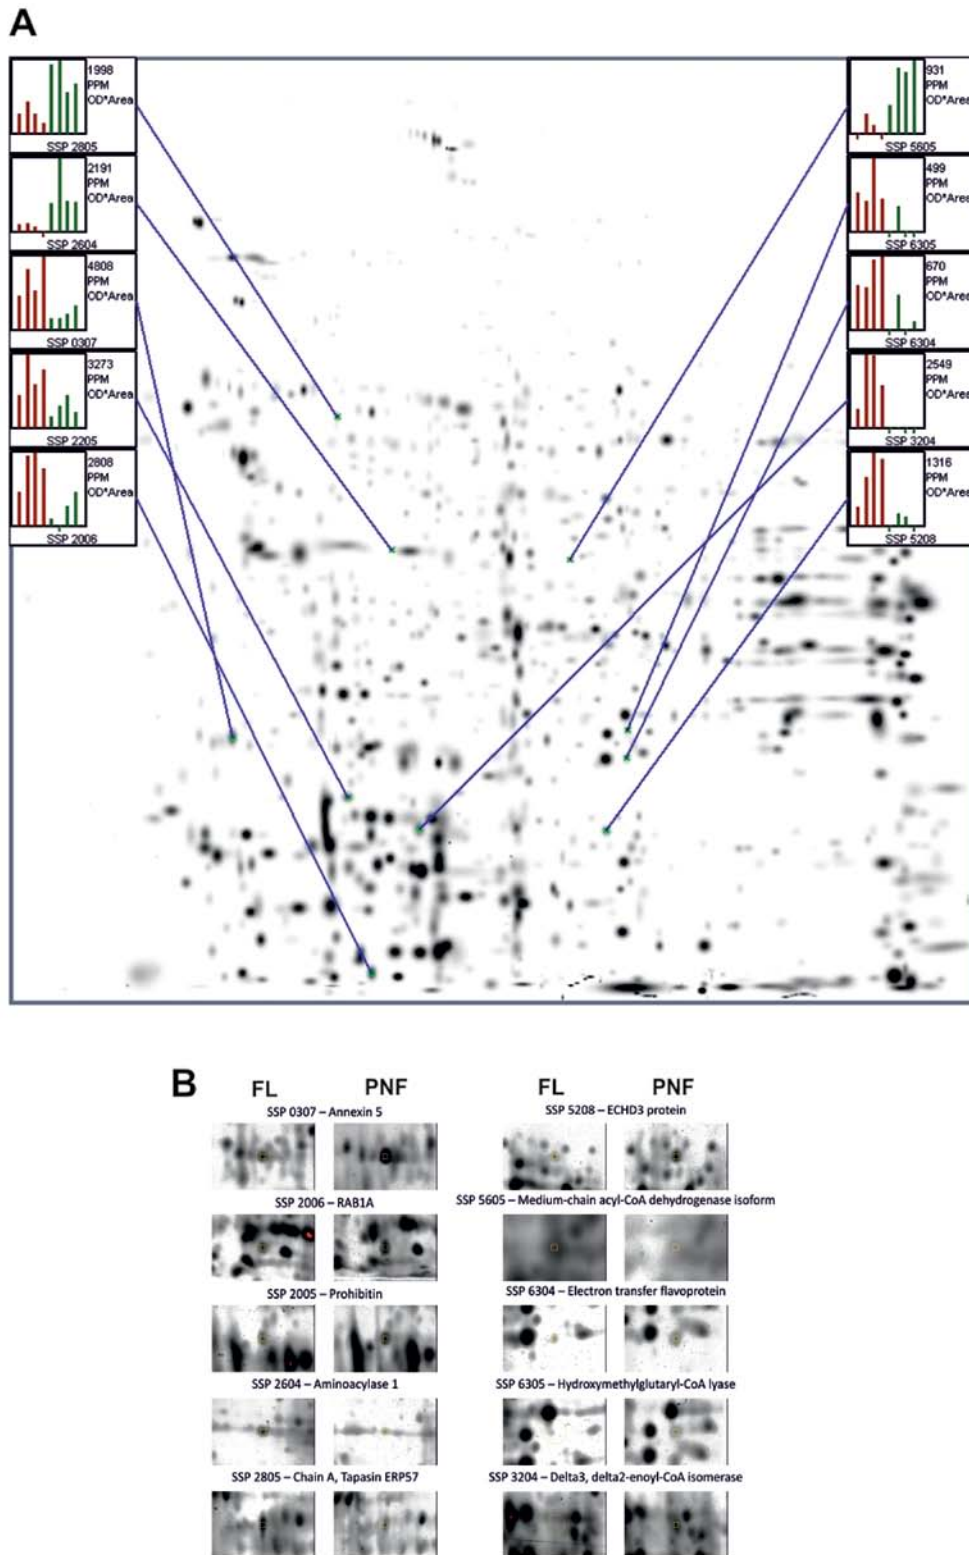 A
1998
PPM
OD*Area
SSP 2805
2191
PPM
OD*Area
SSP 2604
4808
PPM
OD*Area
SSP 0307
3273
PPM
OD*Area
SSP 2205
2808
PPM
OD*Area
SSP 2006
931
PPM
OD*Area
SSP 5605
499
PPM
OD*Area
SSP 6305
670
PPM
OD*Area
SSP 6304
2549
PPM
OD*Area
SSP 3204
1316
PPM
OD*Area
SSP 5208
B
FL PNF
SSP 0307 – Annexin 5
SSP 2006 – RAB1A
SSP 2005 – Prohibitin
SSP 2604 – Aminoacylase 1
SSP 2805 – Chain A, Tapasin ERP57
FL PNF
SSP 5208 – ECHD3 protein
SSP 5605 – Medium-chain acyl-CoA dehydrogenase isoform
SSP 6304 – Electron transfer flavoprotein
SSP 6305 – Hydroxymethylglutaryl-CoA lyase
SSP 3204 – Delta3, delta2-enoyl-CoA isomerase